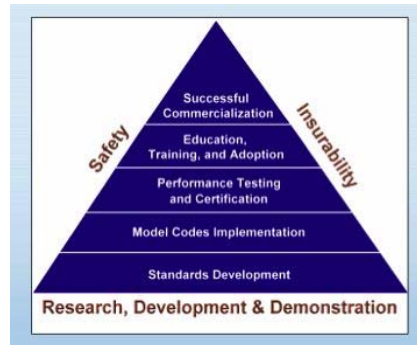 Successful
Commercialization
Safety
Insurability
Education,
Training, and Adoption
Performance Testing
and Certification
Model Codes Implementation
Standards Development
Research, Development & Demonstration